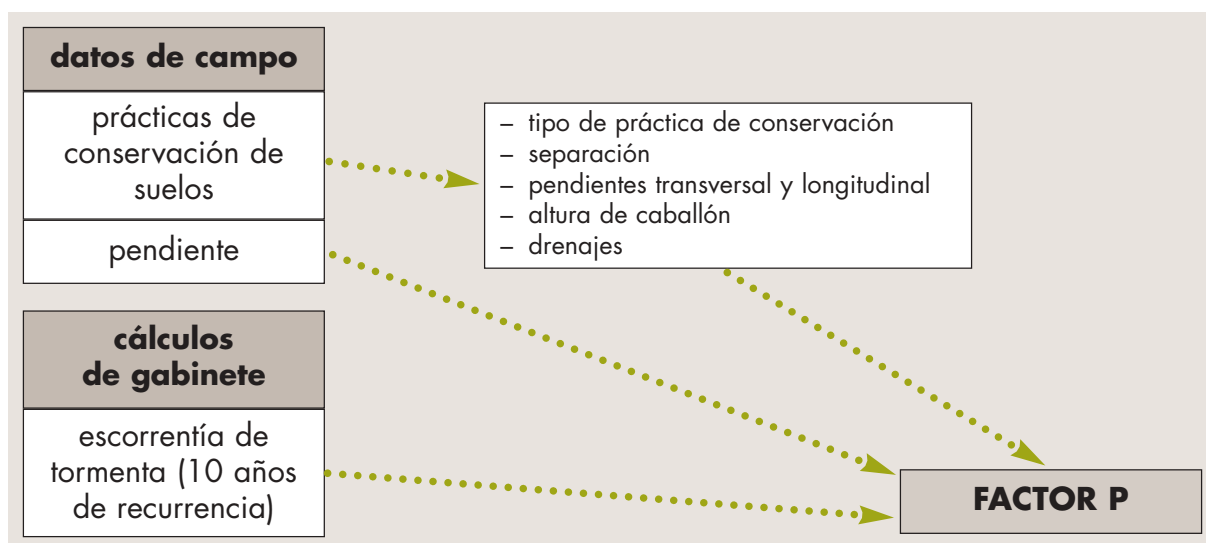 datos de campo
prácticas de
conservación de
suelos
pendiente
– tipo de práctica de conservación
– separación
– pendientes transversal y longitudinal
– altura de caballón
– drenajes
cálculos
de gabinete
escorrentía de
tormenta (10 años
de recurrencia)
FACTOR P